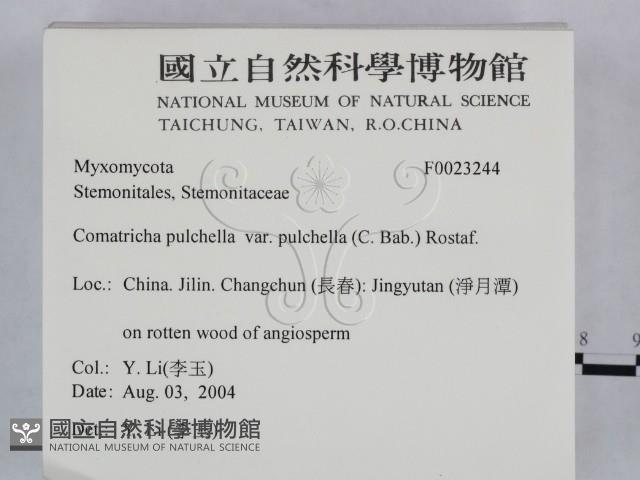 國立自然科學博物館
NATIONAL MUSEUM OF NATURAL SCIENCE
TAICHUNG, TAIWAN, R.O.CHINA
Myxomycota F0023244
Stemonitales, Stemonitaceae
Comatricha pulchella var. pulchella (C. Bab.) Rostaf.
Loc.: China. Jilin. Changchun (長春): Jingyutan (淨月潭)
on rotten wood of angiosperm
Col.: Y. Li(李玉)
Date: Aug. 03, 2004
國立自然科學博物館
NATIONAL MUSEUM OF NATURAL SCIENCE
8 9